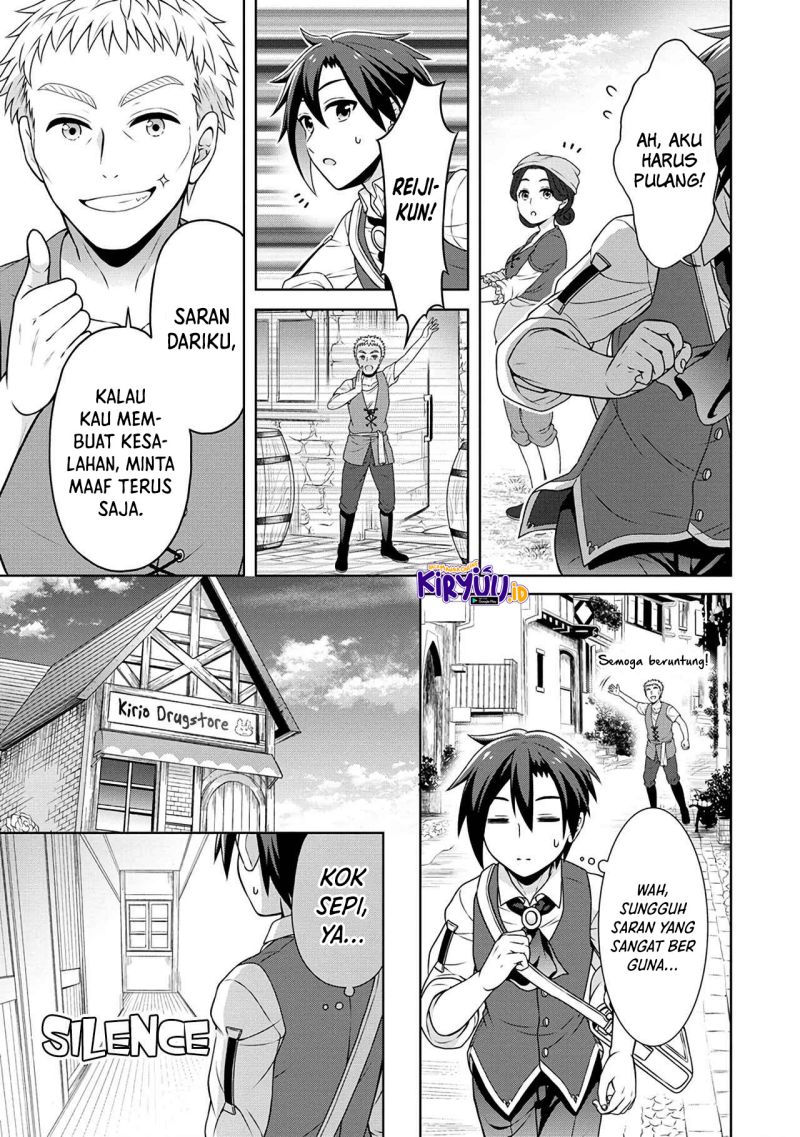 AH, AKU
HARUS
PULANG!
REIJI-
KUN!
SARAN
DARIKU,
KALAU
KAU MEM-
BUAT KESA-
LAHAN, MINTA
MAAF TERUS
SAJA.
KIRYUU.ID
Semoga beruntung!
WAH,
SUNGGUH
SARAN YANG
SANGAT BER
GUNA...
Kirio Drugstore
KOK
SEPI,
YA...
SILENCE